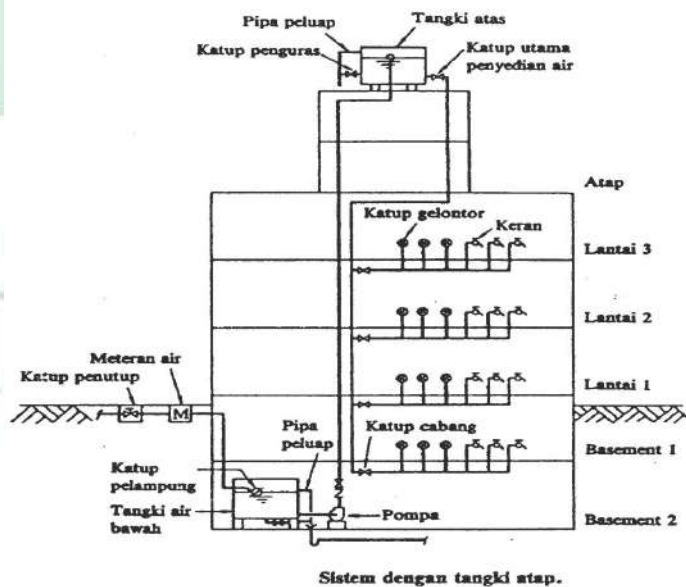 Pipa peluap
Tangki atas
Katup penguras
Katup utama
penyedian air
Atap
Katup gelontor
Keran
Lantai 3
Lantai 2
Meteran air
Katup penutup
Lantai 1
M
Pipa
peluap
Katup cabang
Basement 1
Katup
pelampung
Tangki air
bawah
Pompa
Basement 2
Sistem dengan tangki atap.